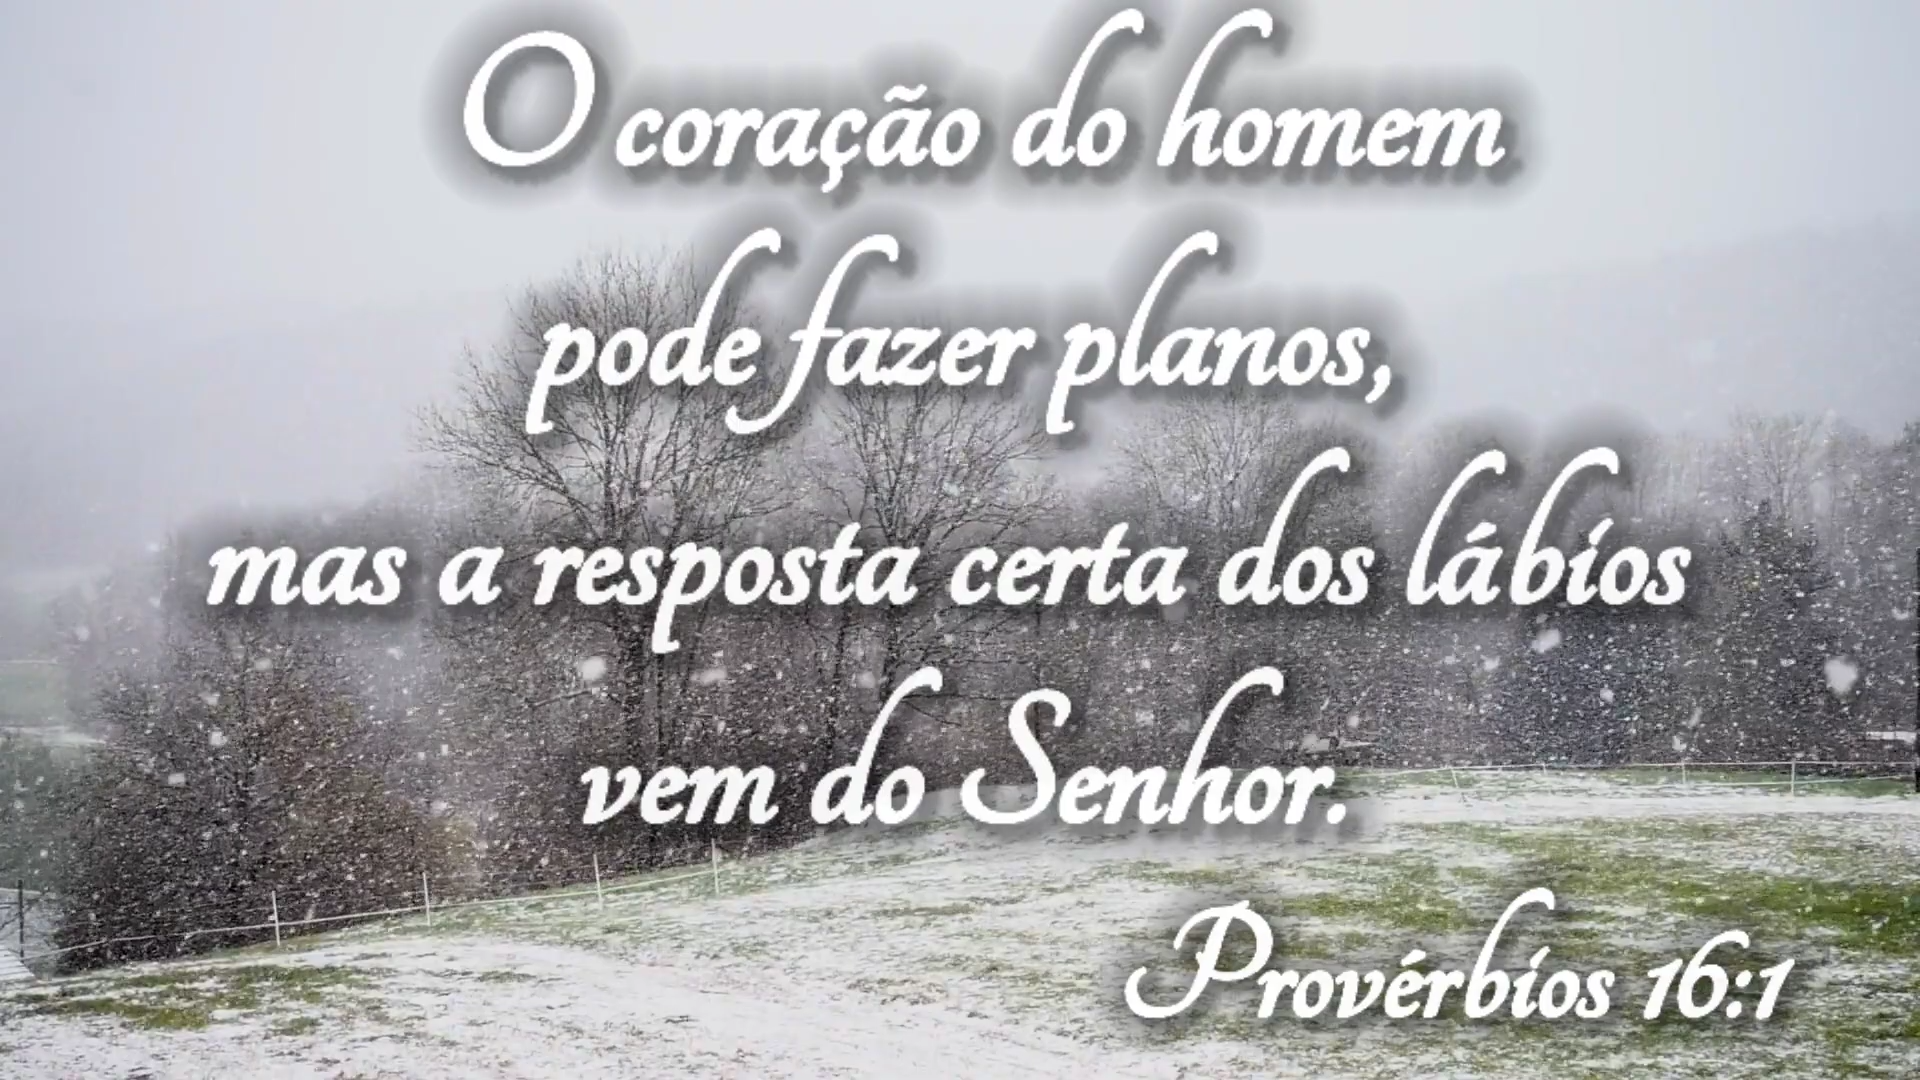 O coração do homem
pode fazer planos,
mas a resposta certa dos lábios
vem do Senhor.
Provérbios 16:1